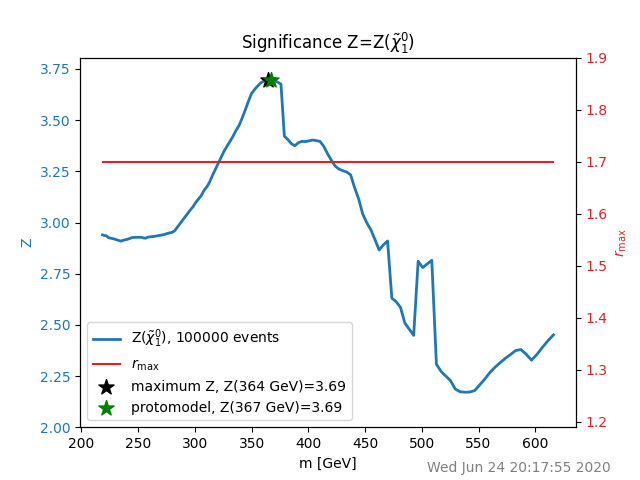 Significance Z=Z(χ̃₁⁰)
3.75
3.50
3.25
3.00
2.75
2.50
2.25
2.00
Z
1.9
1.8
1.7
1.6
1.5
1.4
1.3
1.2
r_max
Z(χ̃₁⁰), 100000 events
r_max
maximum Z, Z(364 GeV)=3.69
protomodel, Z(367 GeV)=3.69
200 250 300 350 400 450 500 550 600
m [GeV]
Wed Jun 24 20:17:55 2020